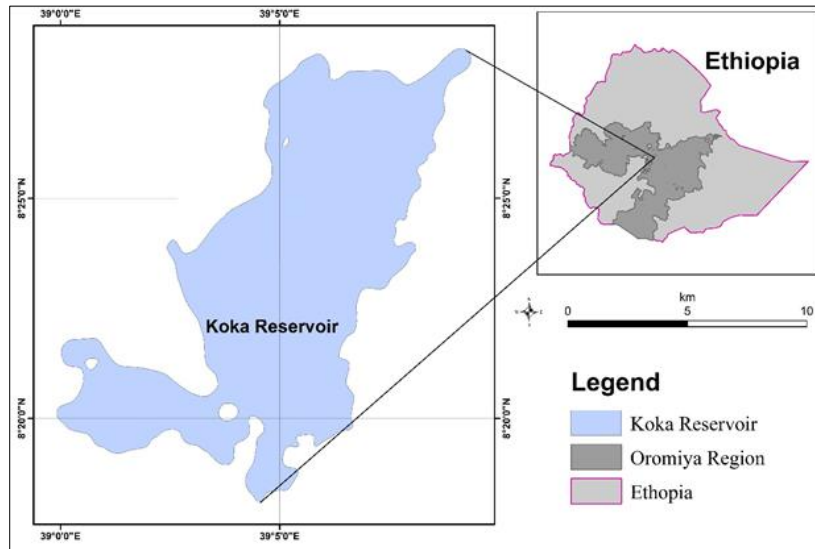 39°0'0"E 39°5'0"E
Ethiopia
8°25'0"N 8°25'0"N
Koka Reservoir
km
0 5 10
N
Legend
Koka Reservoir
8°20'0"N 8°20'0"N
Oromiya Region
Ethopia
39°0'0"E 39°5'0"E